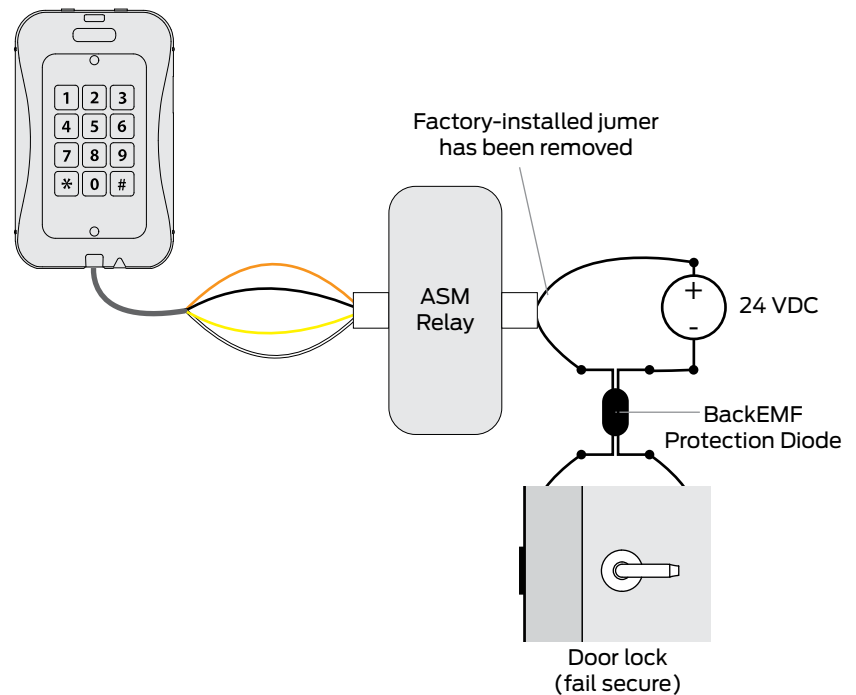 1 2 3
4 5 6
7 8 9
* 0 #
Factory-installed jumer
has been removed
ASM
Relay
+
-
24 VDC
BackEMF
Protection Diode
Door lock
(fail secure)